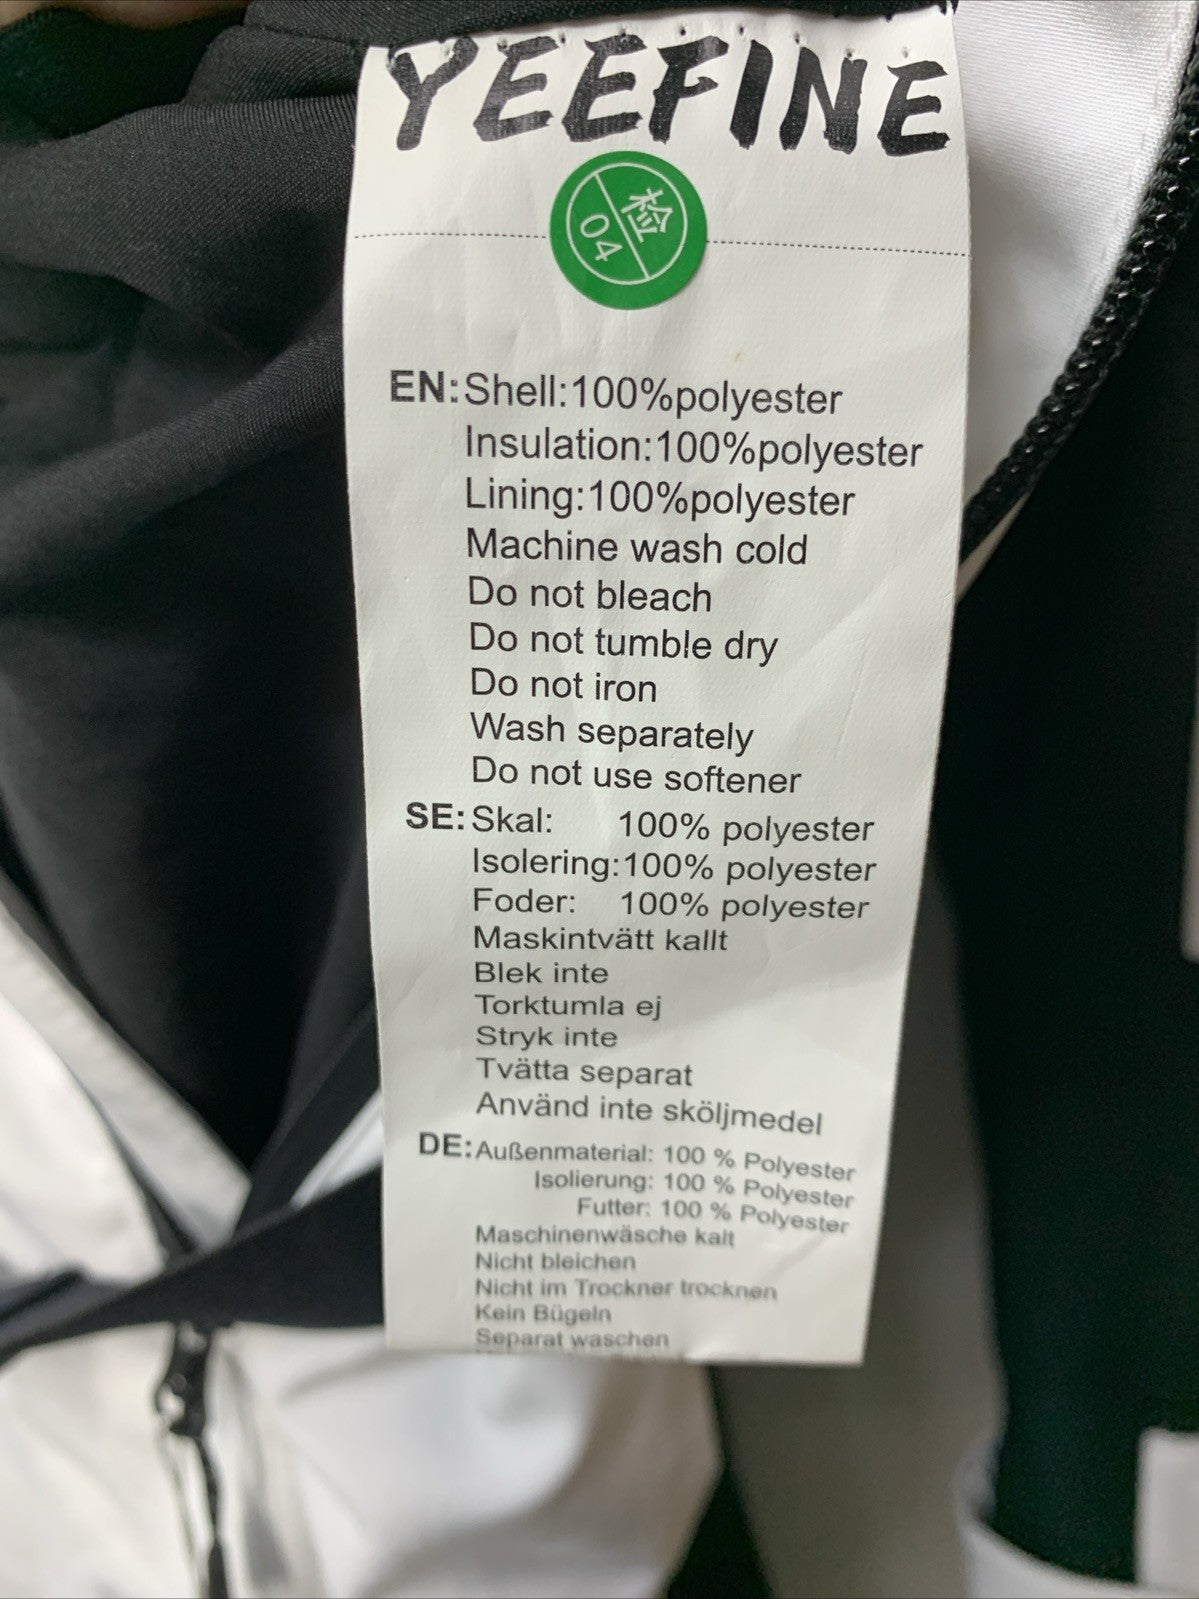 YEEFINE
检
04
EN: Shell:100%polyester
Insulation:100%polyester
Lining:100%polyester
Machine wash cold
Do not bleach
Do not tumble dry
Do not iron
Wash separately
Do not use softener
SE: Skal: 100% polyester
Isolering:100% polyester
Foder: 100% polyester
Maskintvätt kallt
Blek inte
Torktumla ej
Stryk inte
Tvätta separat
Använd inte sköljmedel
DE: Außenmaterial: 100 % Polyester
Isolierung: 100 % Polyester
Futter: 100 % Polyester
Maschinenwäsche kalt
Nicht bleichen
Nicht im Trockner trocknen
Kein Bügeln
Separat waschen